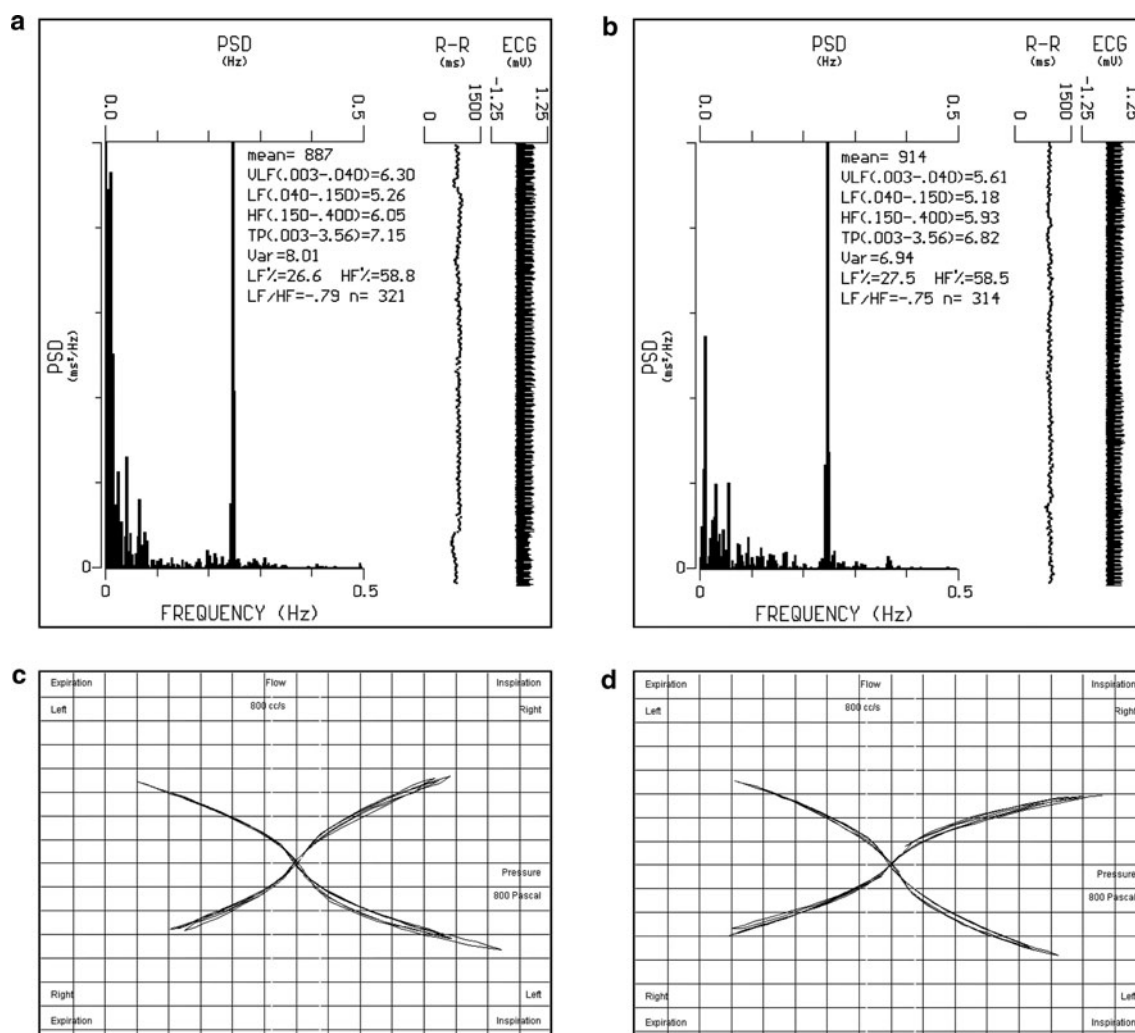 a
PSD
(Hz)
R-R
(ms)
ECG
(mV)
0.0
0.5
0
1500
-1.25
1.25
mean= 887
VLF(.003-.040)=6.30
LF(.040-.150)=5.26
HF(.150-.400)=6.05
TP(.003-3.56)=7.15
Var=8.01
LF%=26.6 HF%=58.8
LF/HF=-.79 n= 321
PSD
(ms²/Hz)
0
0
0.5
FREQUENCY (Hz)
b
PSD
(Hz)
R-R
(ms)
ECG
(mV)
0.0
0.5
0
1500
-1.25
1.25
mean= 914
VLF(.003-.040)=5.61
LF(.040-.150)=5.18
HF(.150-.400)=5.93
TP(.003-3.56)=6.82
Var=6.94
LF%=27.5 HF%=58.5
LF/HF=-.75 n= 314
PSD
(ms²/Hz)
0
0
0.5
FREQUENCY (Hz)
c
Expiration Flow Inspiration
Left 800 cc/s Right
Pressure
800 Pascal
Right Left
Expiration Inspiration
d
Expiration Flow Inspiration
Left 800 cc/s Right
Pressure
800 Pascal
Right Left
Expiration Inspiration